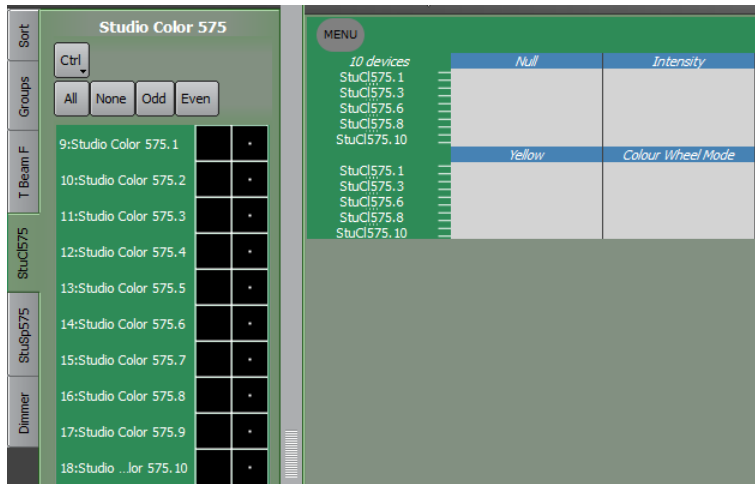 Sort
Groups
T Beam F
StuCl575
StuSp575
Dimmer
Studio Color 575
Ctrl
All None Odd Even
9:Studio Color 575.1
10:Studio Color 575.2
11:Studio Color 575.3
12:Studio Color 575.4
13:Studio Color 575.5
14:Studio Color 575.6
15:Studio Color 575.7
16:Studio Color 575.8
17:Studio Color 575.9
18:Studio ...lor 575.10
MENU
10 devices Null Intensity
StuCl575.1
StuCl575.3
StuCl575.6
StuCl575.8
StuCl575.10
Yellow Colour Wheel Mode
StuCl575.1
StuCl575.3
StuCl575.6
StuCl575.8
StuCl575.10